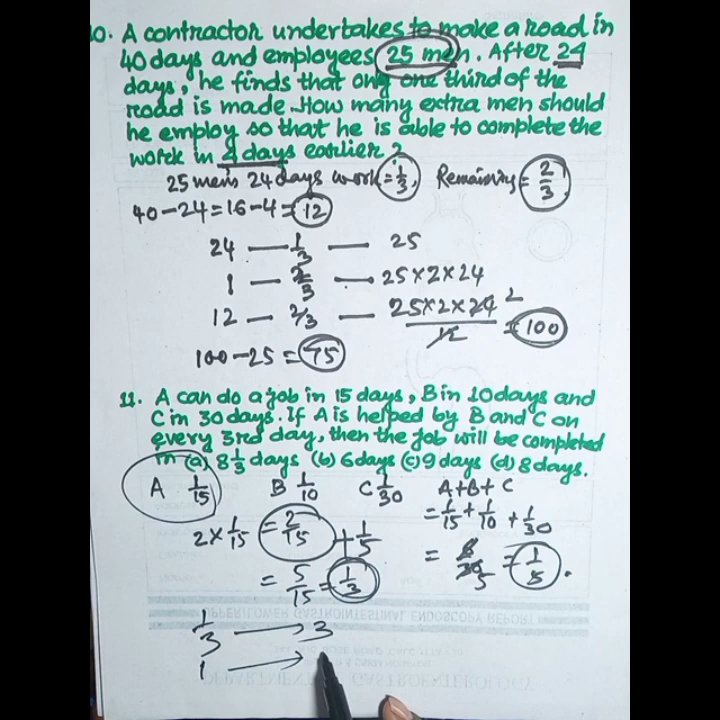 10. A contractor undertakes to make a road in
40 days and employees 25 men. After 24
days, he finds that only one third of the
road is made. How many extra men should
he employ so that he is able to complete the
work in 4 days earlier?
25 men's 24 days work = 1/3, Remaining = 2/3
40-24=16-4=12
24 — 1/3 — 25
1 — 2/3 — 25×2×24
12 — 2/3 — 25×2×24 2/12 = 100
100-25 = 75
11. A can do a job in 15 days, B in 10 days and
C in 30 days. If A is helped by B and C on
every 3rd day, then the job will be completed
in (a) 8 1/3 days (b) 6 days (c) 9 days (d) 8 days.
A 1/15 B 1/10 C 1/30 A+B+C
= 1/15 + 1/10 + 1/30
2×1/15 = 2/15 + 1/5
= 6/30 5 = 1/5.
= 5/15 = 1/3
1/3 → 3
1 →
UPPER/LOWER GASTROINTESTINAL ENDOSCOPY REPORT